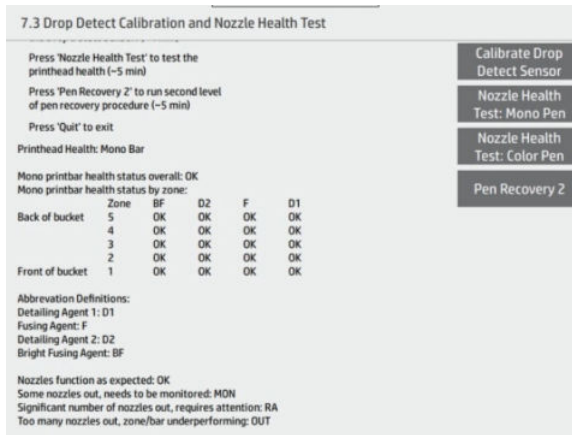 7.3 Drop Detect Calibration and Nozzle Health Test
Press 'Nozzle Health Test' to test the
printhead health (~5 min)
Press 'Pen Recovery 2' to run second level
of pen recovery procedure (~5 min)
Press 'Quit' to exit
Printhead Health: Mono Bar
Mono printbar health status overall: OK
Mono printbar health status by zone:
Zone BF D2 F D1
Back of bucket 5 OK OK OK OK
4 OK OK OK OK
3 OK OK OK OK
2 OK OK OK OK
Front of bucket 1 OK OK OK OK
Abbrevation Definitions:
Detailing Agent 1: D1
Fusing Agent: F
Detailing Agent 2: D2
Bright Fusing Agent: BF
Nozzles function as expected: OK
Some nozzles out, needs to be monitored: MON
Significant number of nozzles out, requires attention: RA
Too many nozzles out, zone/bar underperforming: OUT
Calibrate Drop
Detect Sensor
Nozzle Health
Test: Mono Pen
Nozzle Health
Test: Color Pen
Pen Recovery 2